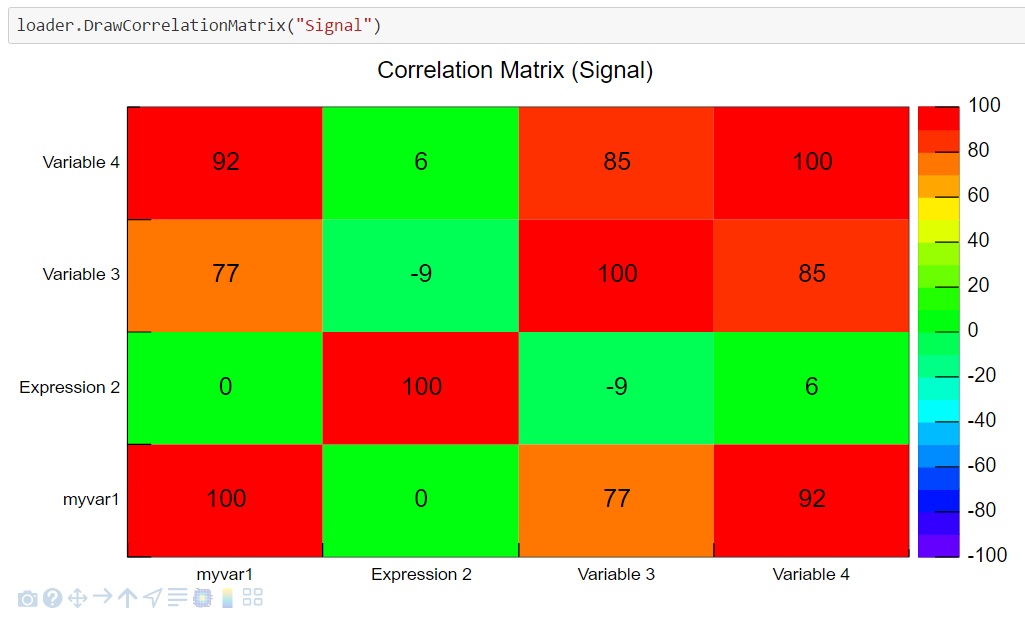 loader.DrawCorrelationMatrix("Signal")
Correlation Matrix (Signal)
100
80
60
40
20
0
-20
-40
-60
-80
-100
Variable 4 92 6 85 100
Variable 3 77 -9 100 85
Expression 2 0 100 -9 6
myvar1 100 0 77 92
myvar1 Expression 2 Variable 3 Variable 4